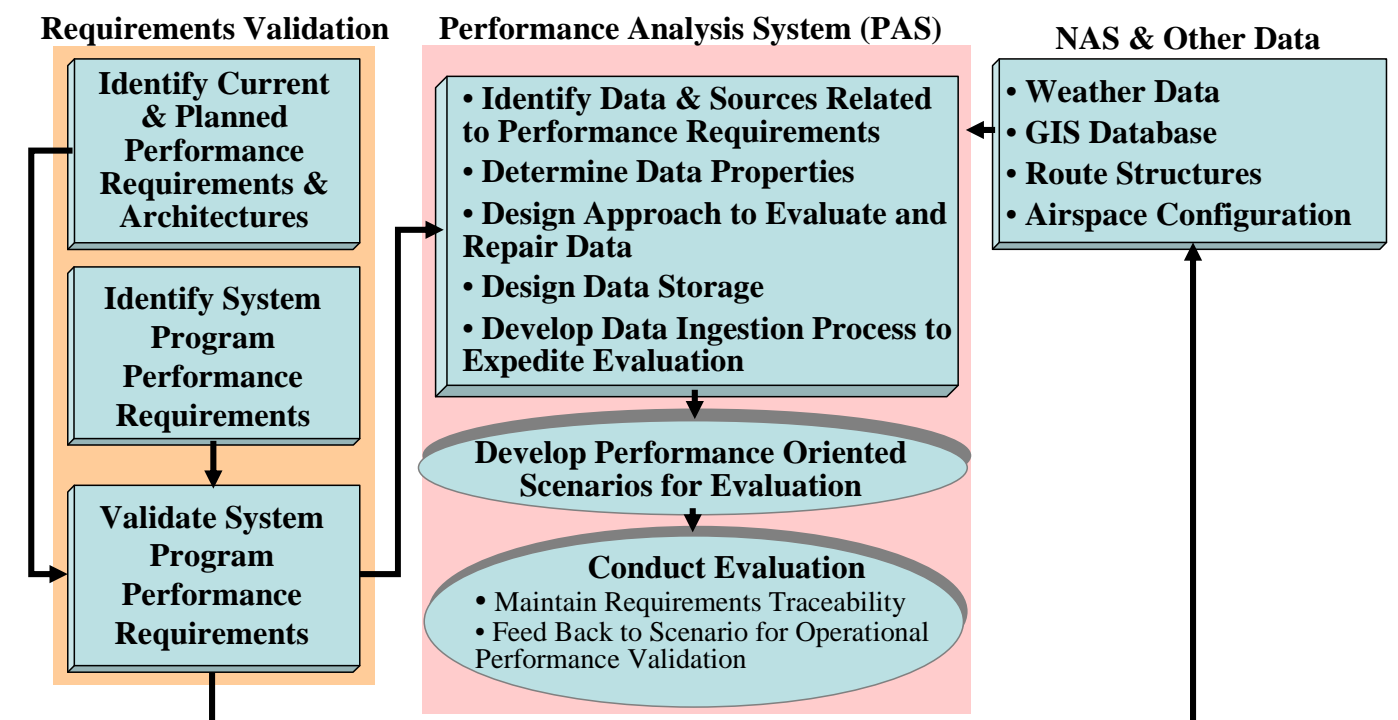 Requirements Validation
Identify Current
& Planned
Performance
Requirements &
Architectures
Identify System
Program
Performance
Requirements
Validate System
Program
Performance
Requirements
Performance Analysis System (PAS)
• Identify Data & Sources Related
to Performance Requirements
• Determine Data Properties
• Design Approach to Evaluate and
Repair Data
• Design Data Storage
• Develop Data Ingestion Process to
Expedite Evaluation
Develop Performance Oriented
Scenarios for Evaluation
Conduct Evaluation
• Maintain Requirements Traceability
• Feed Back to Scenario for Operational
Performance Validation
NAS & Other Data
• Weather Data
• GIS Database
• Route Structures
• Airspace Configuration